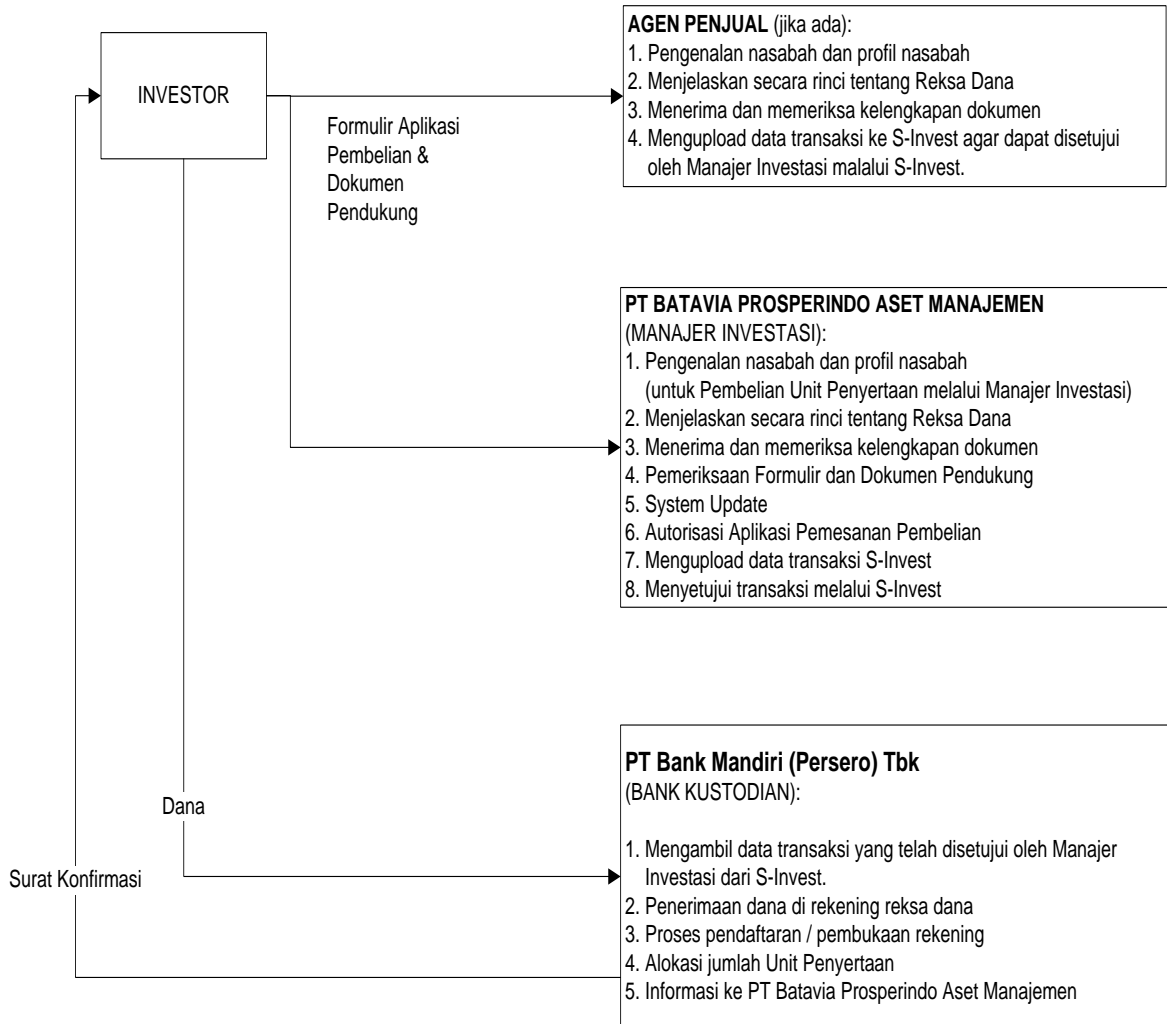 AGEN PENJUAL (jika ada):
1. Pengenalan nasabah dan profil nasabah
2. Menjelaskan secara rinci tentang Reksa Dana
3. Menerima dan memeriksa kelengkapan dokumen
4. Mengupload data transaksi ke S-Invest agar dapat disetujui
oleh Manajer Investasi malalui S-Invest.
INVESTOR
Formulir Aplikasi
Pembelian &
Dokumen
Pendukung
PT BATAVIA PROSPERINDO ASET MANAJEMEN
(MANAJER INVESTASI):
1. Pengenalan nasabah dan profil nasabah
(untuk Pembelian Unit Penyertaan melalui Manajer Investasi)
2. Menjelaskan secara rinci tentang Reksa Dana
3. Menerima dan memeriksa kelengkapan dokumen
4. Pemeriksaan Formulir dan Dokumen Pendukung
5. System Update
6. Autorisasi Aplikasi Pemesanan Pembelian
7. Mengupload data transaksi S-Invest
8. Menyetujui transaksi melalui S-Invest
PT Bank Mandiri (Persero) Tbk
(BANK KUSTODIAN):
Dana
Surat Konfirmasi
1. Mengambil data transaksi yang telah disetujui oleh Manajer
Investasi dari S-Invest.
2. Penerimaan dana di rekening reksa dana
3. Proses pendaftaran / pembukaan rekening
4. Alokasi jumlah Unit Penyertaan
5. Informasi ke PT Batavia Prosperindo Aset Manajemen